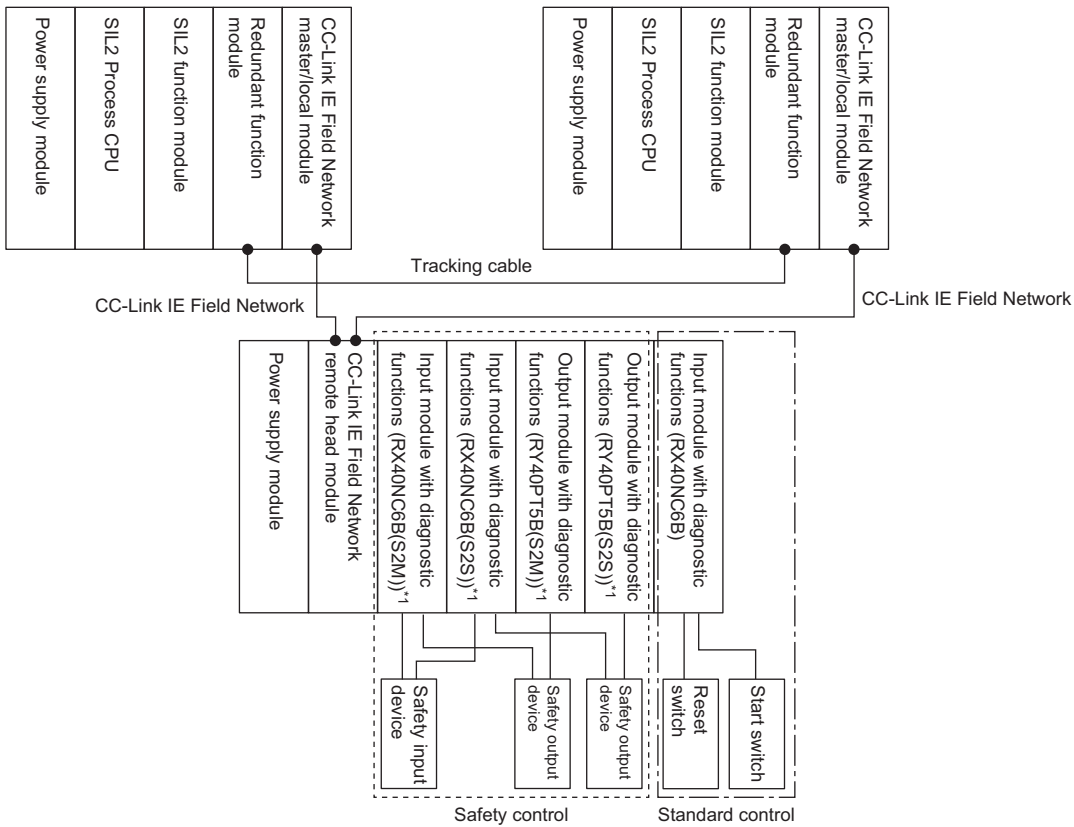 Power supply module
SIL2 Process CPU
SIL2 function module
Redundant function
module
CC-Link IE Field Network
master/local module
Power supply module
SIL2 Process CPU
SIL2 function module
Redundant function
module
CC-Link IE Field Network
master/local module
Tracking cable
CC-Link IE Field Network
CC-Link IE Field Network
Power supply module
CC-Link IE Field Network
remote head module
Input module with diagnostic
functions (RX40NC6B(S2M))*1
Input module with diagnostic
functions (RX40NC6B(S2S))*1
Output module with diagnostic
functions (RY40PT5B(S2M))*1
Output module with diagnostic
functions (RY40PT5B(S2S))*1
Input module with diagnostic
functions (RX40NC6B)
Safety input
device
Safety output
device
Safety output
device
Reset
switch
Start switch
Safety control
Standard control